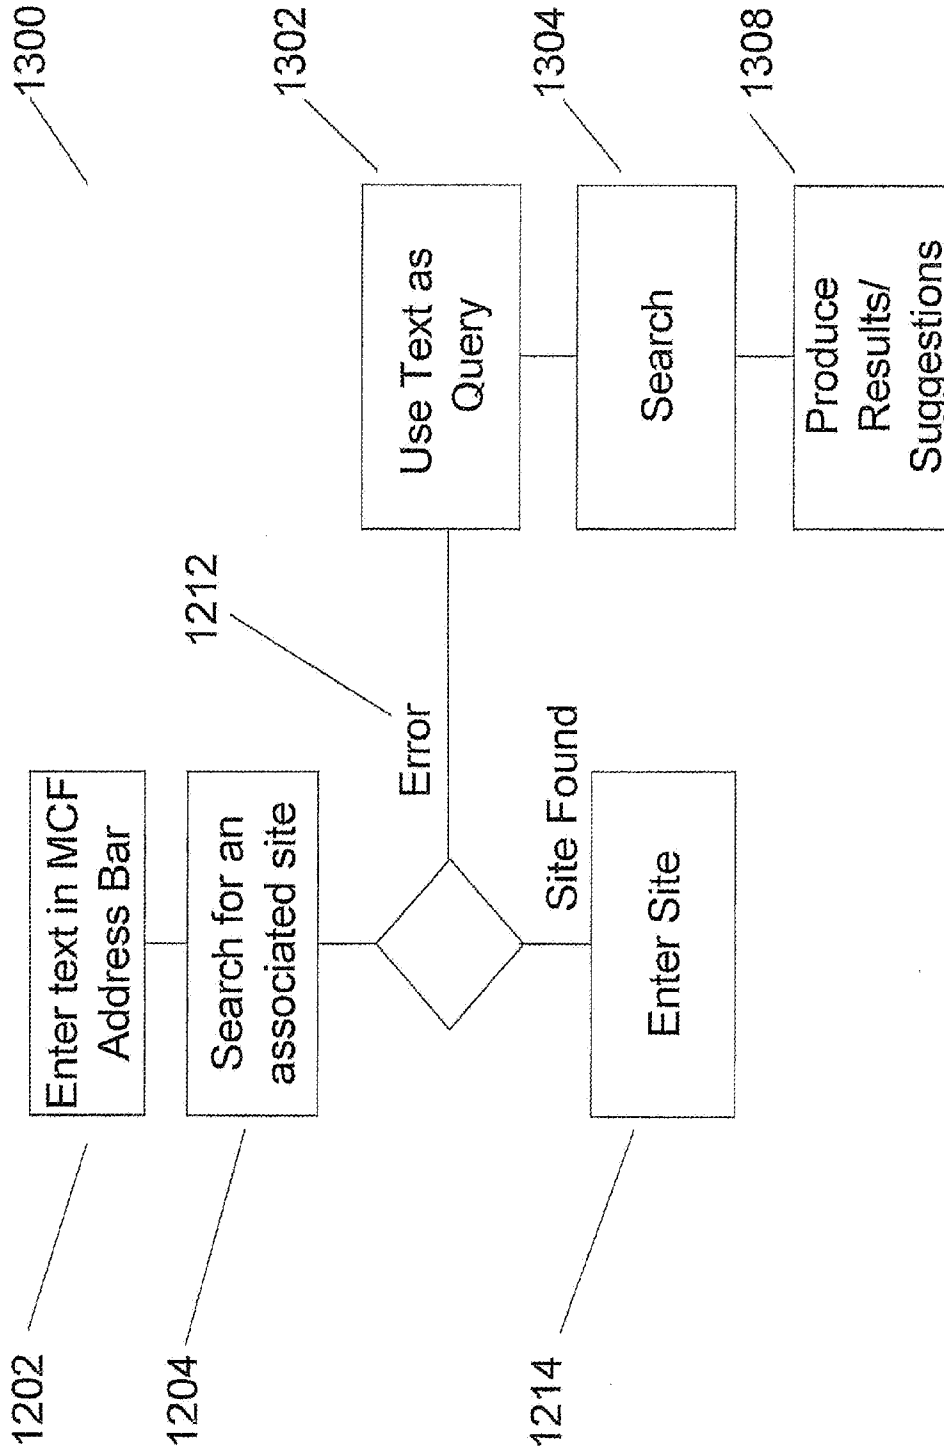 1300
1202
Enter text in MCF
Address Bar
1204
Search for an
associated site
1212
Error
1302
Use Text as
Query
1304
Search
Site Found
1214
Enter Site
1308
Produce
Results/
Suggestions